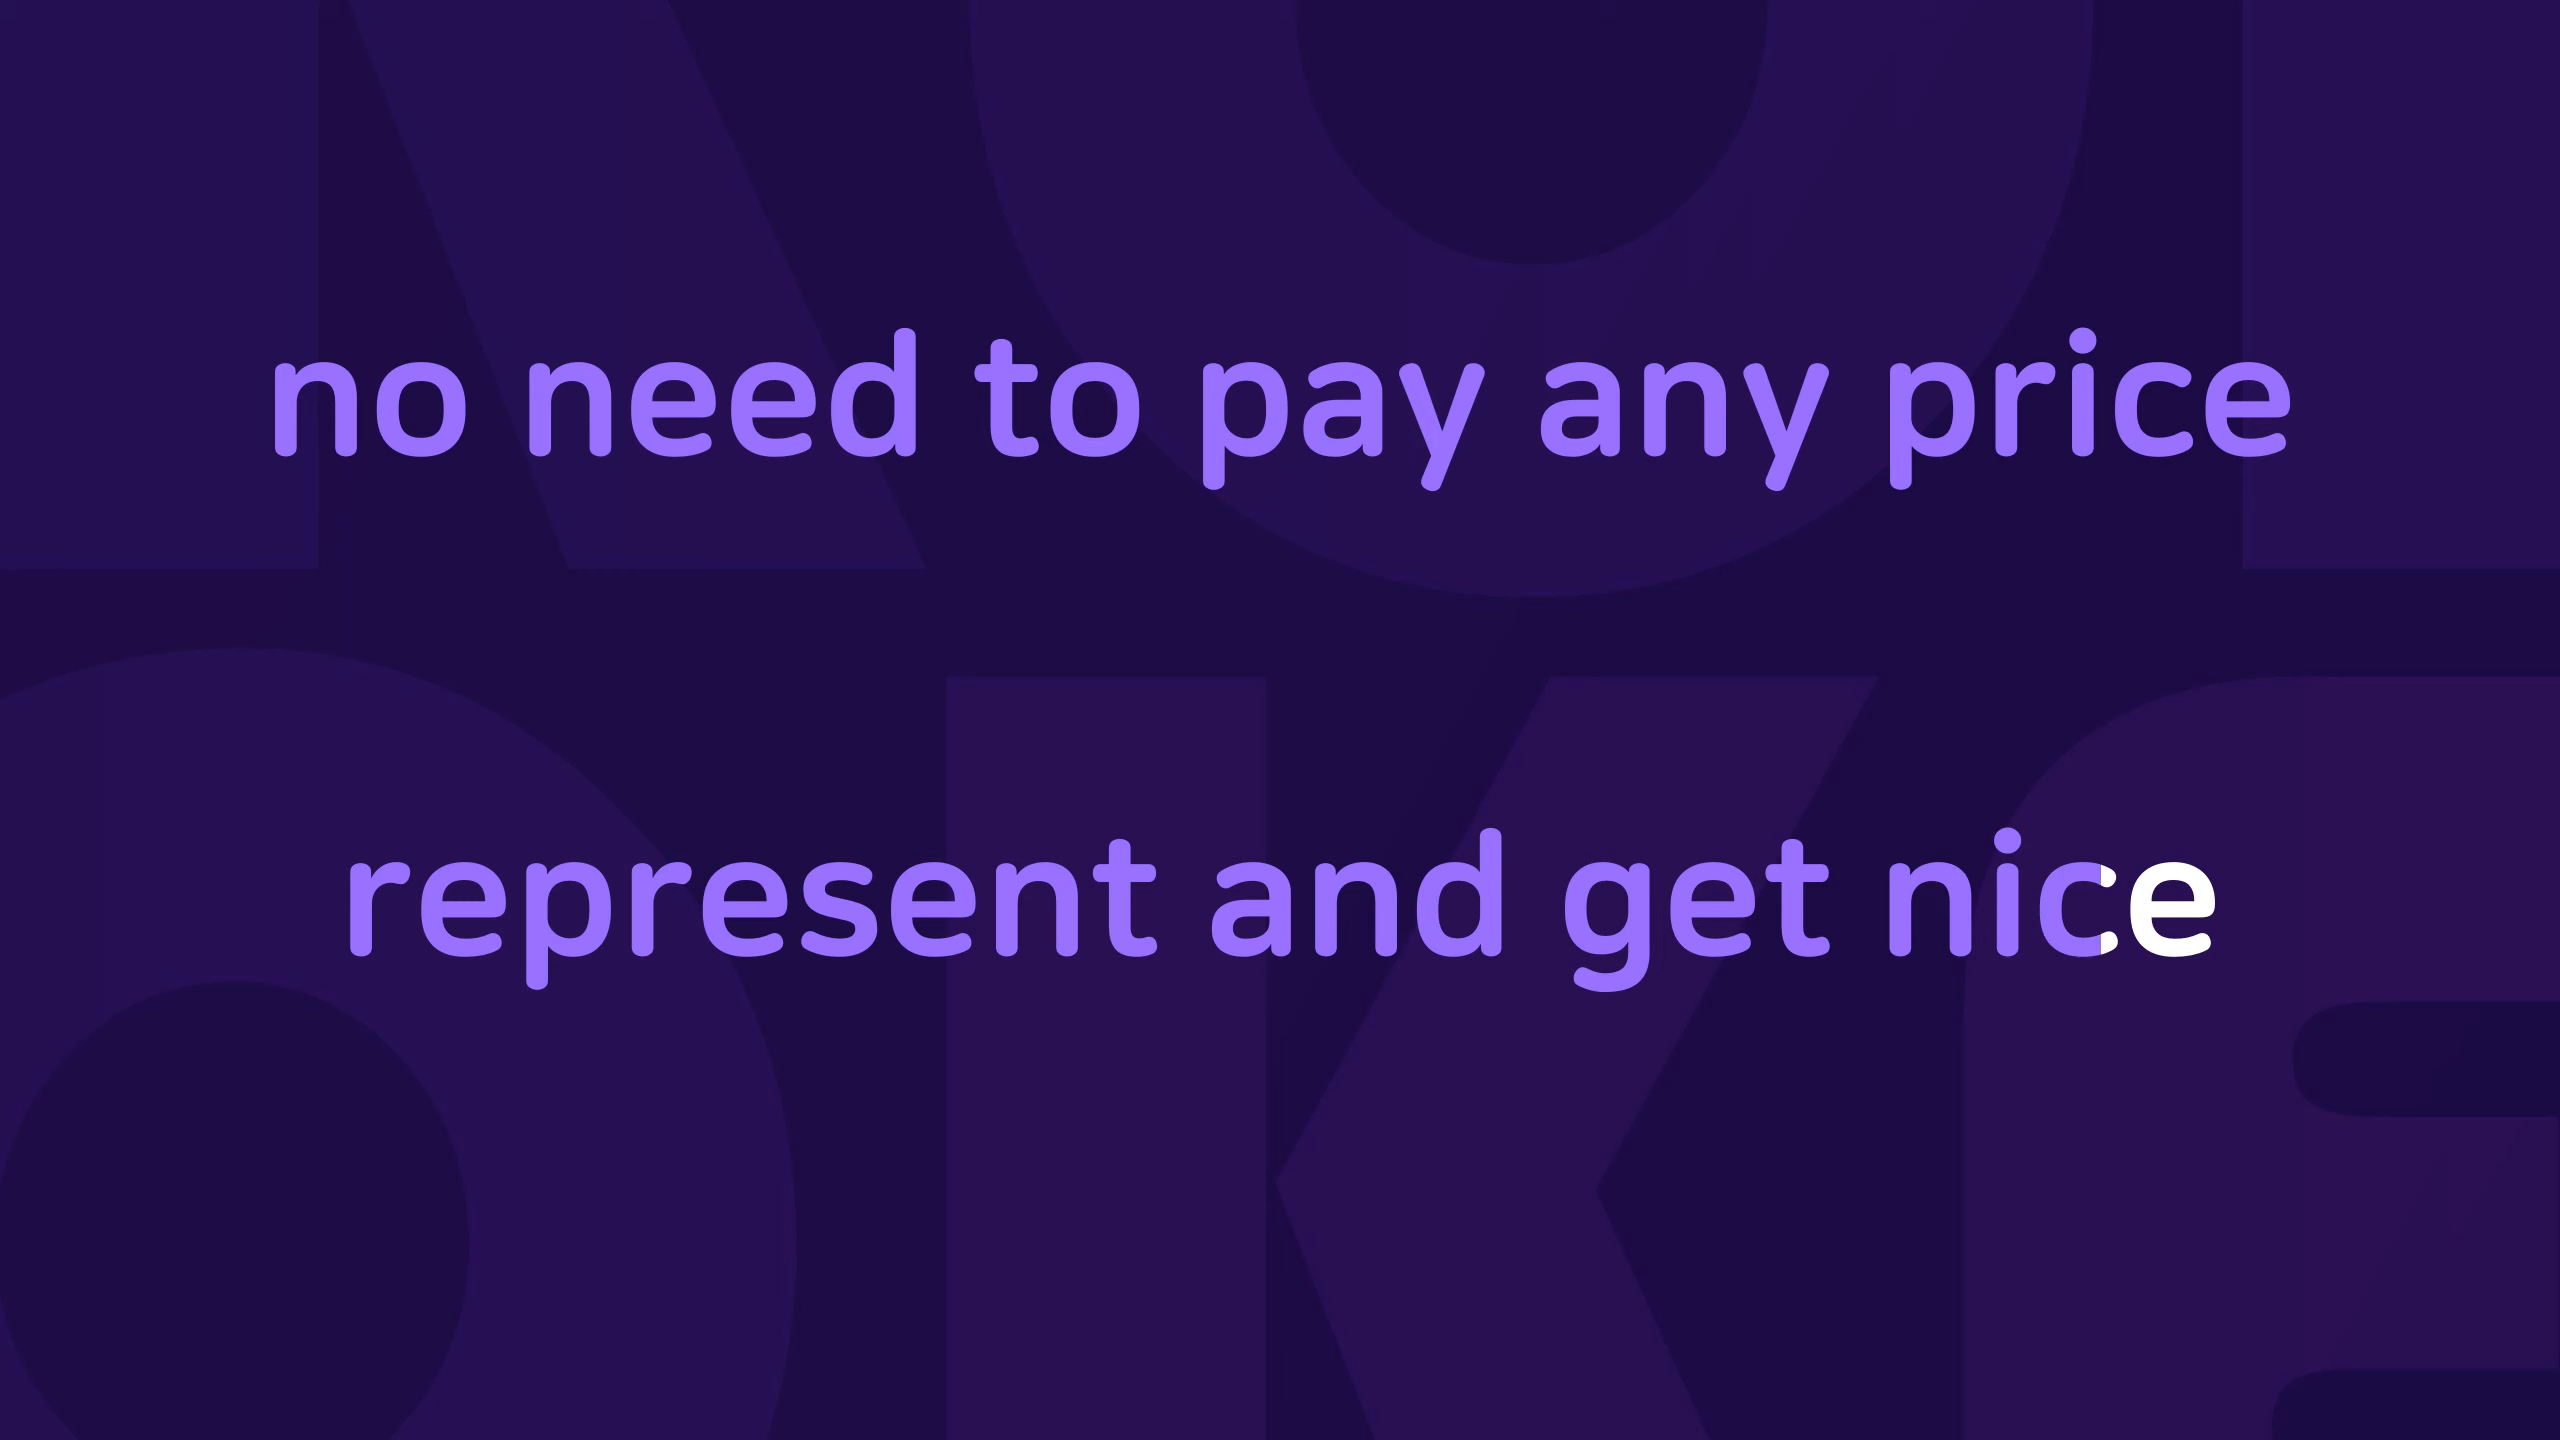 no need to pay any price
represent and get nice